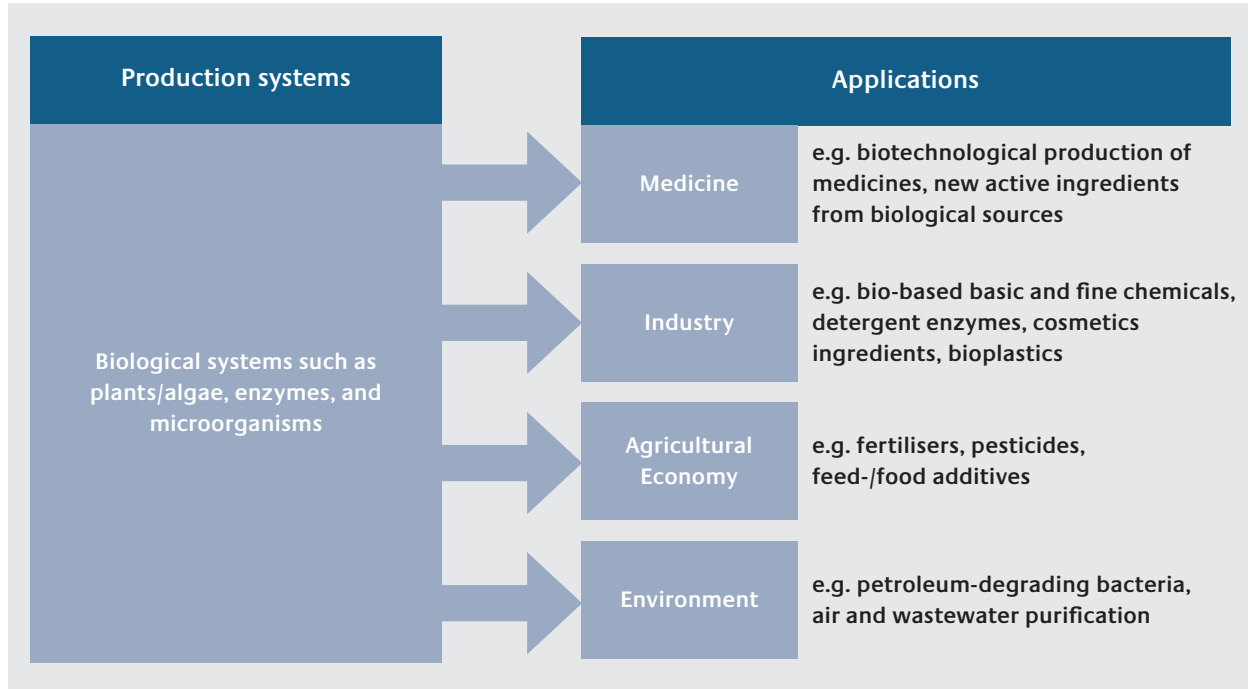 Production systems
Applications
Biological systems such as
plants/algae, enzymes, and
microorganisms
Medicine
e.g. biotechnological production of
medicines, new active ingredients
from biological sources
Industry
e.g. bio-based basic and fine chemicals,
detergent enzymes, cosmetics
ingredients, bioplastics
Agricultural
Economy
e.g. fertilisers, pesticides,
feed-/food additives
Environment
e.g. petroleum-degrading bacteria,
air and wastewater purification